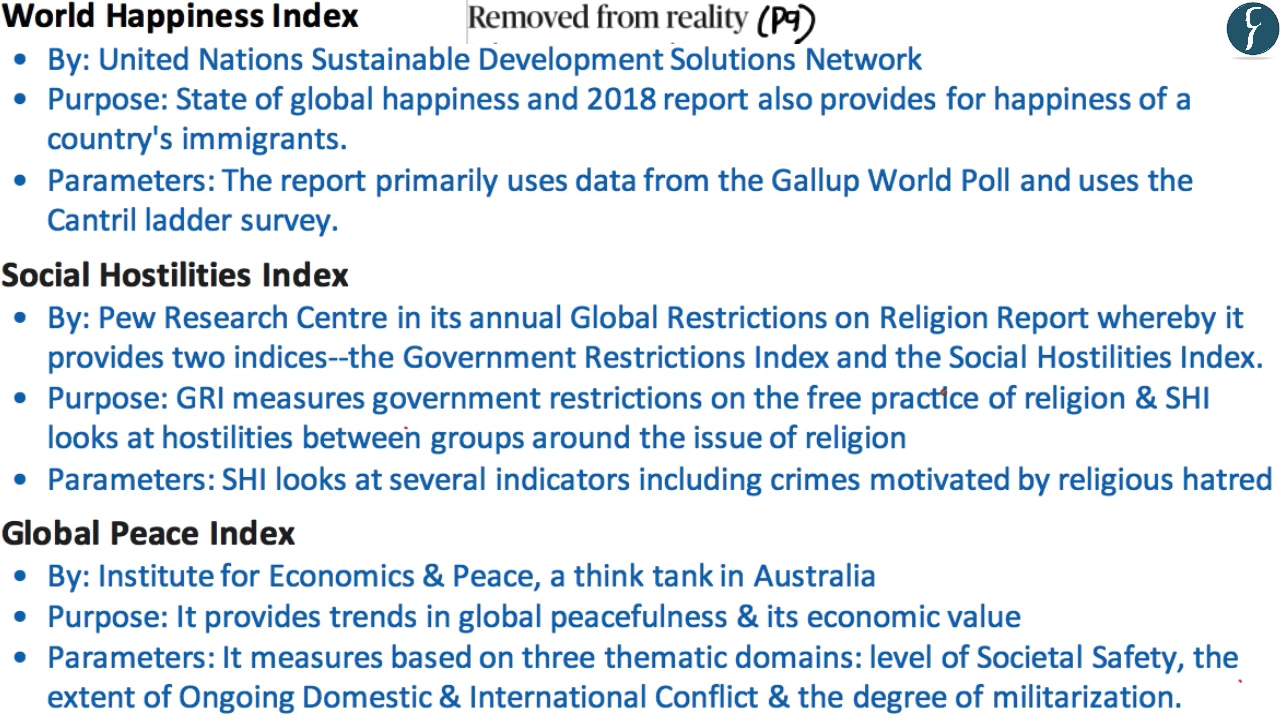 World Happiness Index
Removed from reality (P9)
• By: United Nations Sustainable Development Solutions Network
• Purpose: State of global happiness and 2018 report also provides for happiness of a
country's immigrants.
• Parameters: The report primarily uses data from the Gallup World Poll and uses the
Cantril ladder survey.
Social Hostilities Index
• By: Pew Research Centre in its annual Global Restrictions on Religion Report whereby it
provides two indices--the Government Restrictions Index and the Social Hostilities Index.
• Purpose: GRI measures government restrictions on the free practice of religion & SHI
looks at hostilities between groups around the issue of religion
• Parameters: SHI looks at several indicators including crimes motivated by religious hatred
Global Peace Index
• By: Institute for Economics & Peace, a think tank in Australia
• Purpose: It provides trends in global peacefulness & its economic value
• Parameters: It measures based on three thematic domains: level of Societal Safety, the
extent of Ongoing Domestic & International Conflict & the degree of militarization.